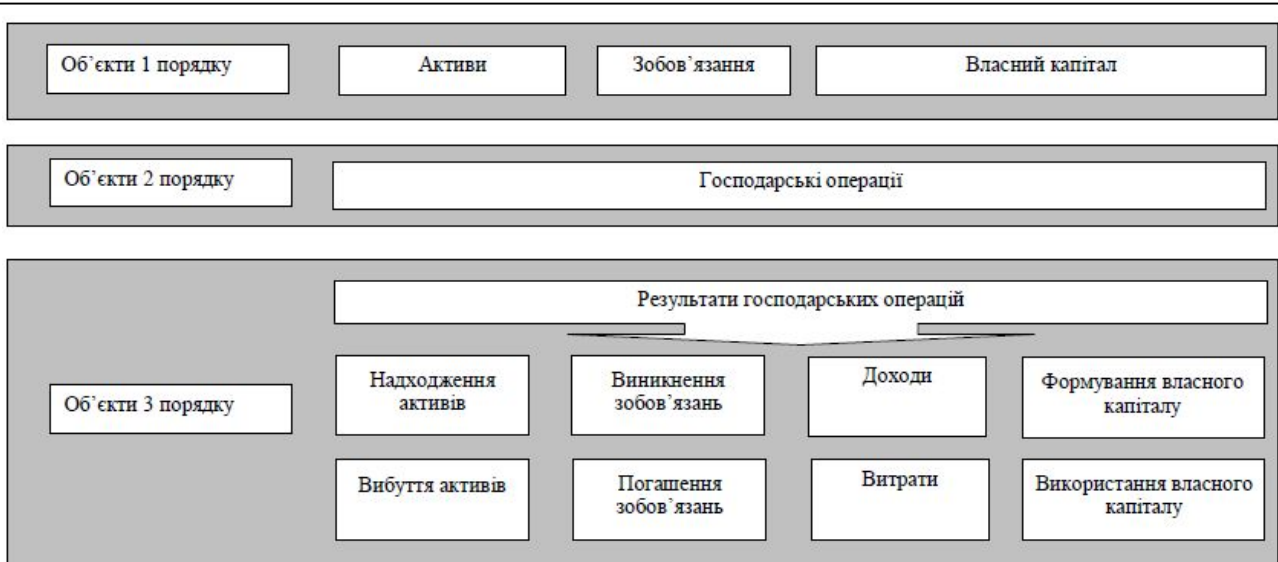 Об’єкти 1 порядку
Активи
Зобов’язання
Власний капітал
Об’єкти 2 порядку
Господарські операції
Об’єкти 3 порядку
Результати господарських операцій
Надходження
активів
Виникнення
зобов’язань
Доходи
Формування власного
капіталу
Вибуття активів
Погашення
зобов’язань
Витрати
Використання власного
капіталу